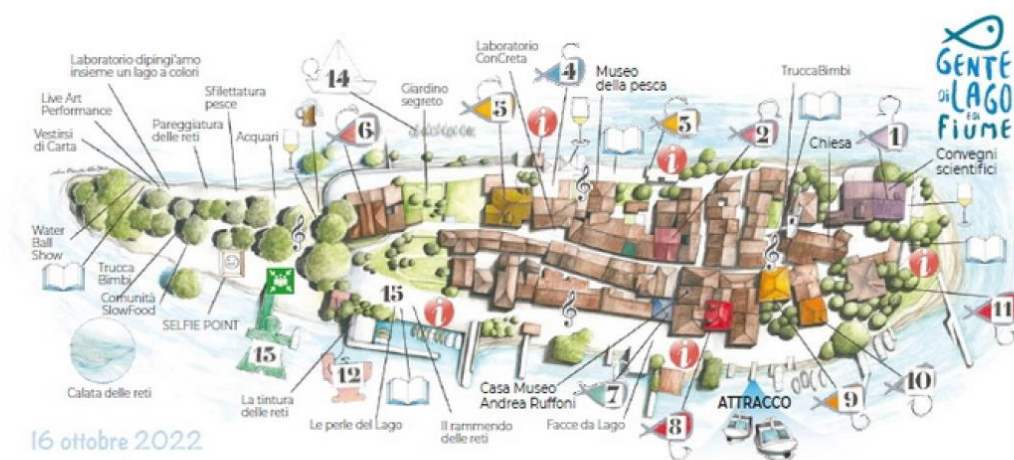 Laboratorio dipingi'amo
insieme un lago a colori
Live Art
Performance
Vestirsi
di Carta
Sfilettatura
pesce
Pareggiatura
delle reti
Acquari
14
6
Giardino
segreto
5
Laboratorio
ConCreta
4
Museo
della pesca
3
2
TruccaBimbi
Chiesa
1
GENTE
Di LAGO
E Di
FiUME
Convegni
scientifici
i
i
i
i
i
Water
Ball
Show
Trucca
Bimbi
Comunità
SlowFood
SELFIE POINT
15
13
12
Calata delle reti
La tintura
delle reti
Le perle del Lago
Il rammendo
delle reti
Casa Museo
Andrea Ruffoni
7
Facce da Lago
8
ATTRACCO
9
10
11
16 ottobre 2022